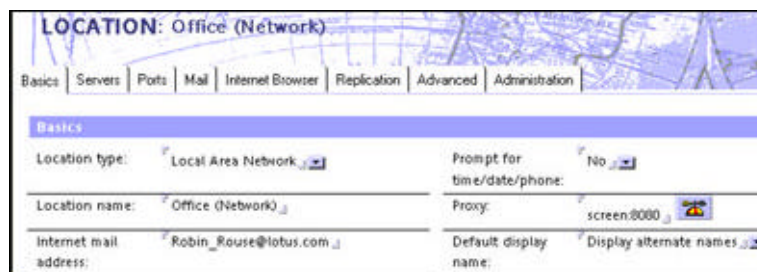 LOCATION: Office (Network)
Basics Servers Ports Mail Internet Browser Replication Advanced Administration
Basics
Location type: Local Area Network Prompt for time/date/phone: No
Location name: Office (Network) Proxy: screen:8080
Internet mail address: Robin_Rouse@lotus.com Default display name: Display alternate names